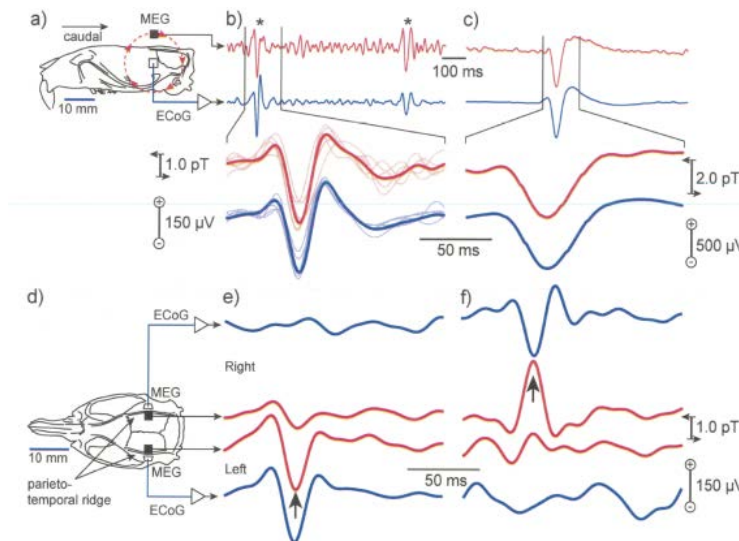 a)
caudal
MEG
10 mm
ECoG
b)
*
*
100 ms
c)
1.0 pT
+
150 µV
-
50 ms
2.0 pT
+
500 µV
-
d)
ECoG
MEG
10 mm
MEG
parieto-
temporal ridge
ECoG
e)
Right
Left
50 ms
f)
1.0 pT
+
150 µV
-